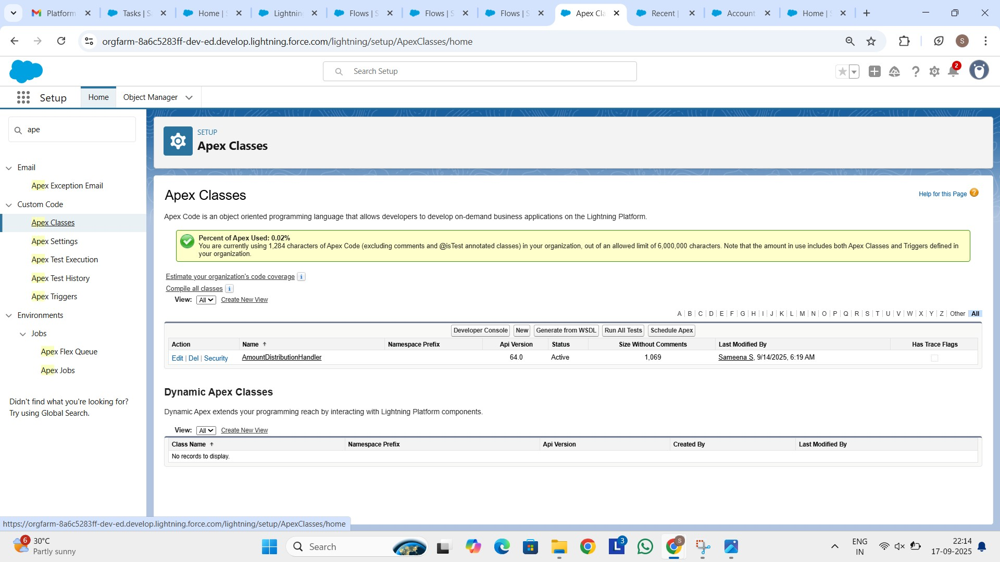 Platform
Tasks | S
Home | S
Lightnin
Flows | S
Flows | S
Flows | S
Apex Cla
Recent |
Account
Home | S
orgfarm-8a6c5283ff-dev-ed.develop.lightning.force.com/lightning/setup/ApexClasses/home
S
Search Setup
2
Setup
Home
Object Manager
ape
Email
Apex Exception Email
Custom Code
Apex Classes
Apex Settings
Apex Test Execution
Apex Test History
Apex Triggers
Environments
Jobs
Apex Flex Queue
Apex Jobs
Didn't find what you're looking for?
Try using Global Search.
SETUP
Apex Classes
Apex Classes
Help for this Page ?
Apex Code is an object oriented programming language that allows developers to develop on-demand business applications on the Lightning Platform.
Percent of Apex Used: 0.02%
You are currently using 1,284 characters of Apex Code (excluding comments and @isTest annotated classes) in your organization, out of an allowed limit of 6,000,000 characters. Note that the amount in use includes both Apex Classes and Triggers defined in
your organization.
Estimate your organization's code coverage i
Compile all classes i
View: All Create New View
A | B | C | D | E | F | G | H | I | J | K | L | M | N | O | P | Q | R | S | T | U | V | W | X | Y | Z | Other | All
Developer Console New Generate from WSDL Run All Tests Schedule Apex
Action Name ↑ Namespace Prefix Api Version Status Size Without Comments Last Modified By Has Trace Flags
Edit | Del | Security AmountDistributionHandler 64.0 Active 1,069 Sameena S, 9/14/2025, 6:19 AM
Dynamic Apex Classes
Dynamic Apex extends your programming reach by interacting with Lightning Platform components.
View: All Create New View
Class Name ↑ Namespace Prefix Api Version Created By Last Modified By
No records to display.
https://orgfarm-8a6c5283ff-dev-ed.develop.lightning.force.com/lightning/setup/ApexClasses/home
6
30°C
Partly sunny
Search
L 3
S
ENG
IN
22:14
17-09-2025